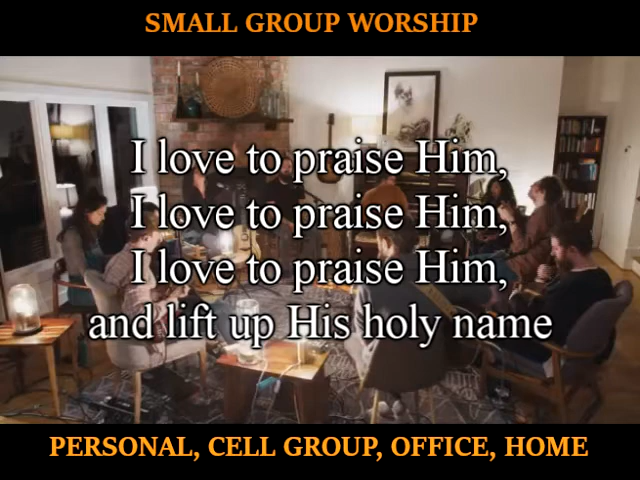 SMALL GROUP WORSHIP
I love to praise Him,
I love to praise Him,
I love to praise Him,
and lift up His holy name
PERSONAL, CELL GROUP, OFFICE, HOME